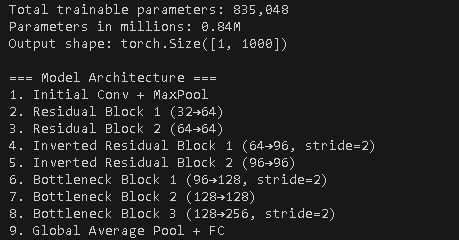 Total trainable parameters: 835,048
Parameters in millions: 0.84M
Output shape: torch.Size([1, 1000])
=== Model Architecture ===
1. Initial Conv + MaxPool
2. Residual Block 1 (32→64)
3. Residual Block 2 (64→64)
4. Inverted Residual Block 1 (64→96, stride=2)
5. Inverted Residual Block 2 (96→96)
6. Bottleneck Block 1 (96→128, stride=2)
7. Bottleneck Block 2 (128→128)
8. Bottleneck Block 3 (128→256, stride=2)
9. Global Average Pool + FC